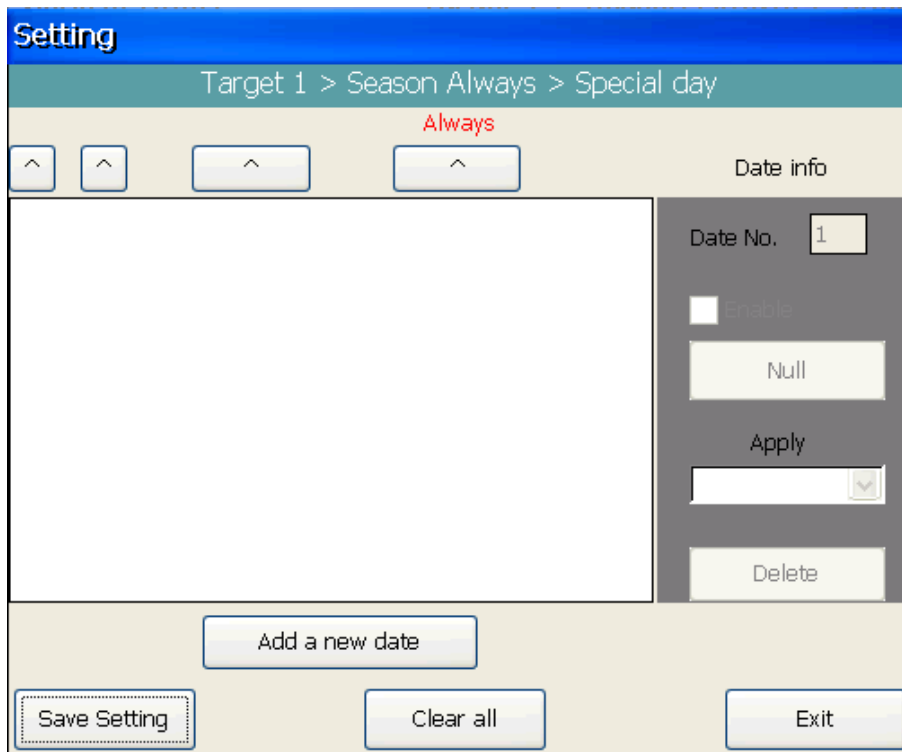 Setting
Target 1 > Season Always > Special day
Always
^ ^ ^ ^
Date info
Date No. 1
Enable
Null
Apply
Delete
Add a new date
Save Setting Clear all Exit